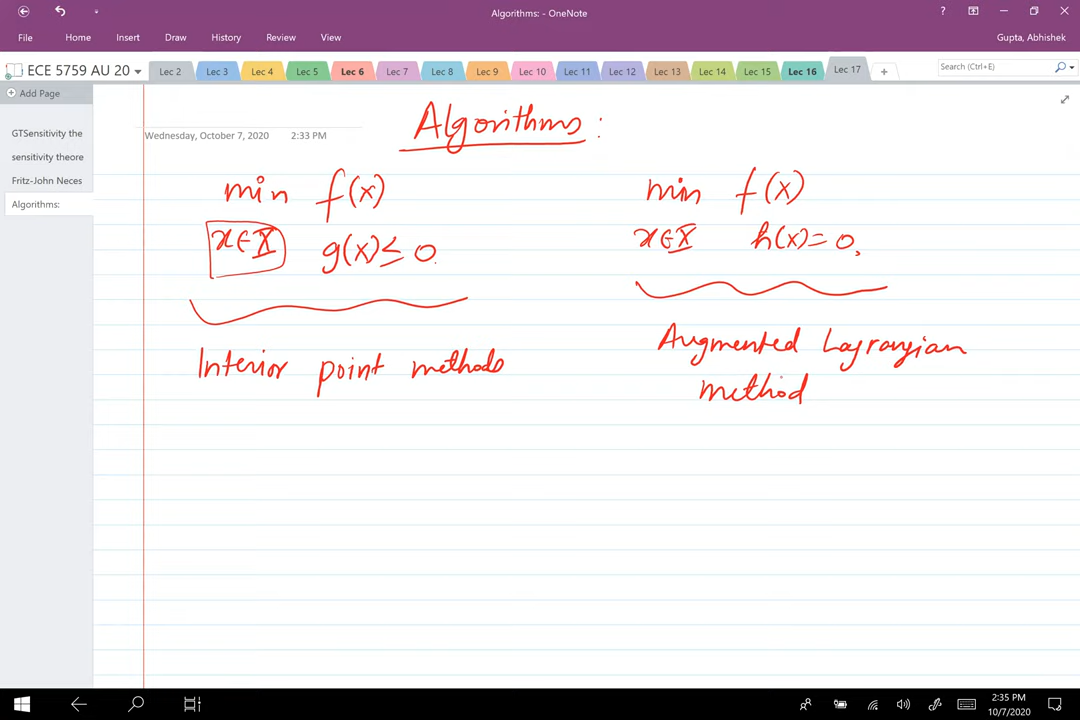 Algorithms: - OneNote
?
File Home Insert Draw History Review View
Gupta, Abhishek
ECE 5759 AU 20
Lec 2 Lec 3 Lec 4 Lec 5 Lec 6 Lec 7 Lec 8 Lec 9 Lec 10 Lec 11 Lec 12 Lec 13 Lec 14 Lec 15 Lec 16 Lec 17 +
Search (Ctrl+E)
Add Page
GTSensitivity the
sensitivity theore
Fritz-John Neces
Algorithms:
Wednesday, October 7, 2020 2:33 PM
Algorithms:
min f(x)
x∈X g(x)≤0.
Interior point methods
min f(x)
x∈X h(x)=0,
Augmented Lagrangian
method
2:35 PM
10/7/2020